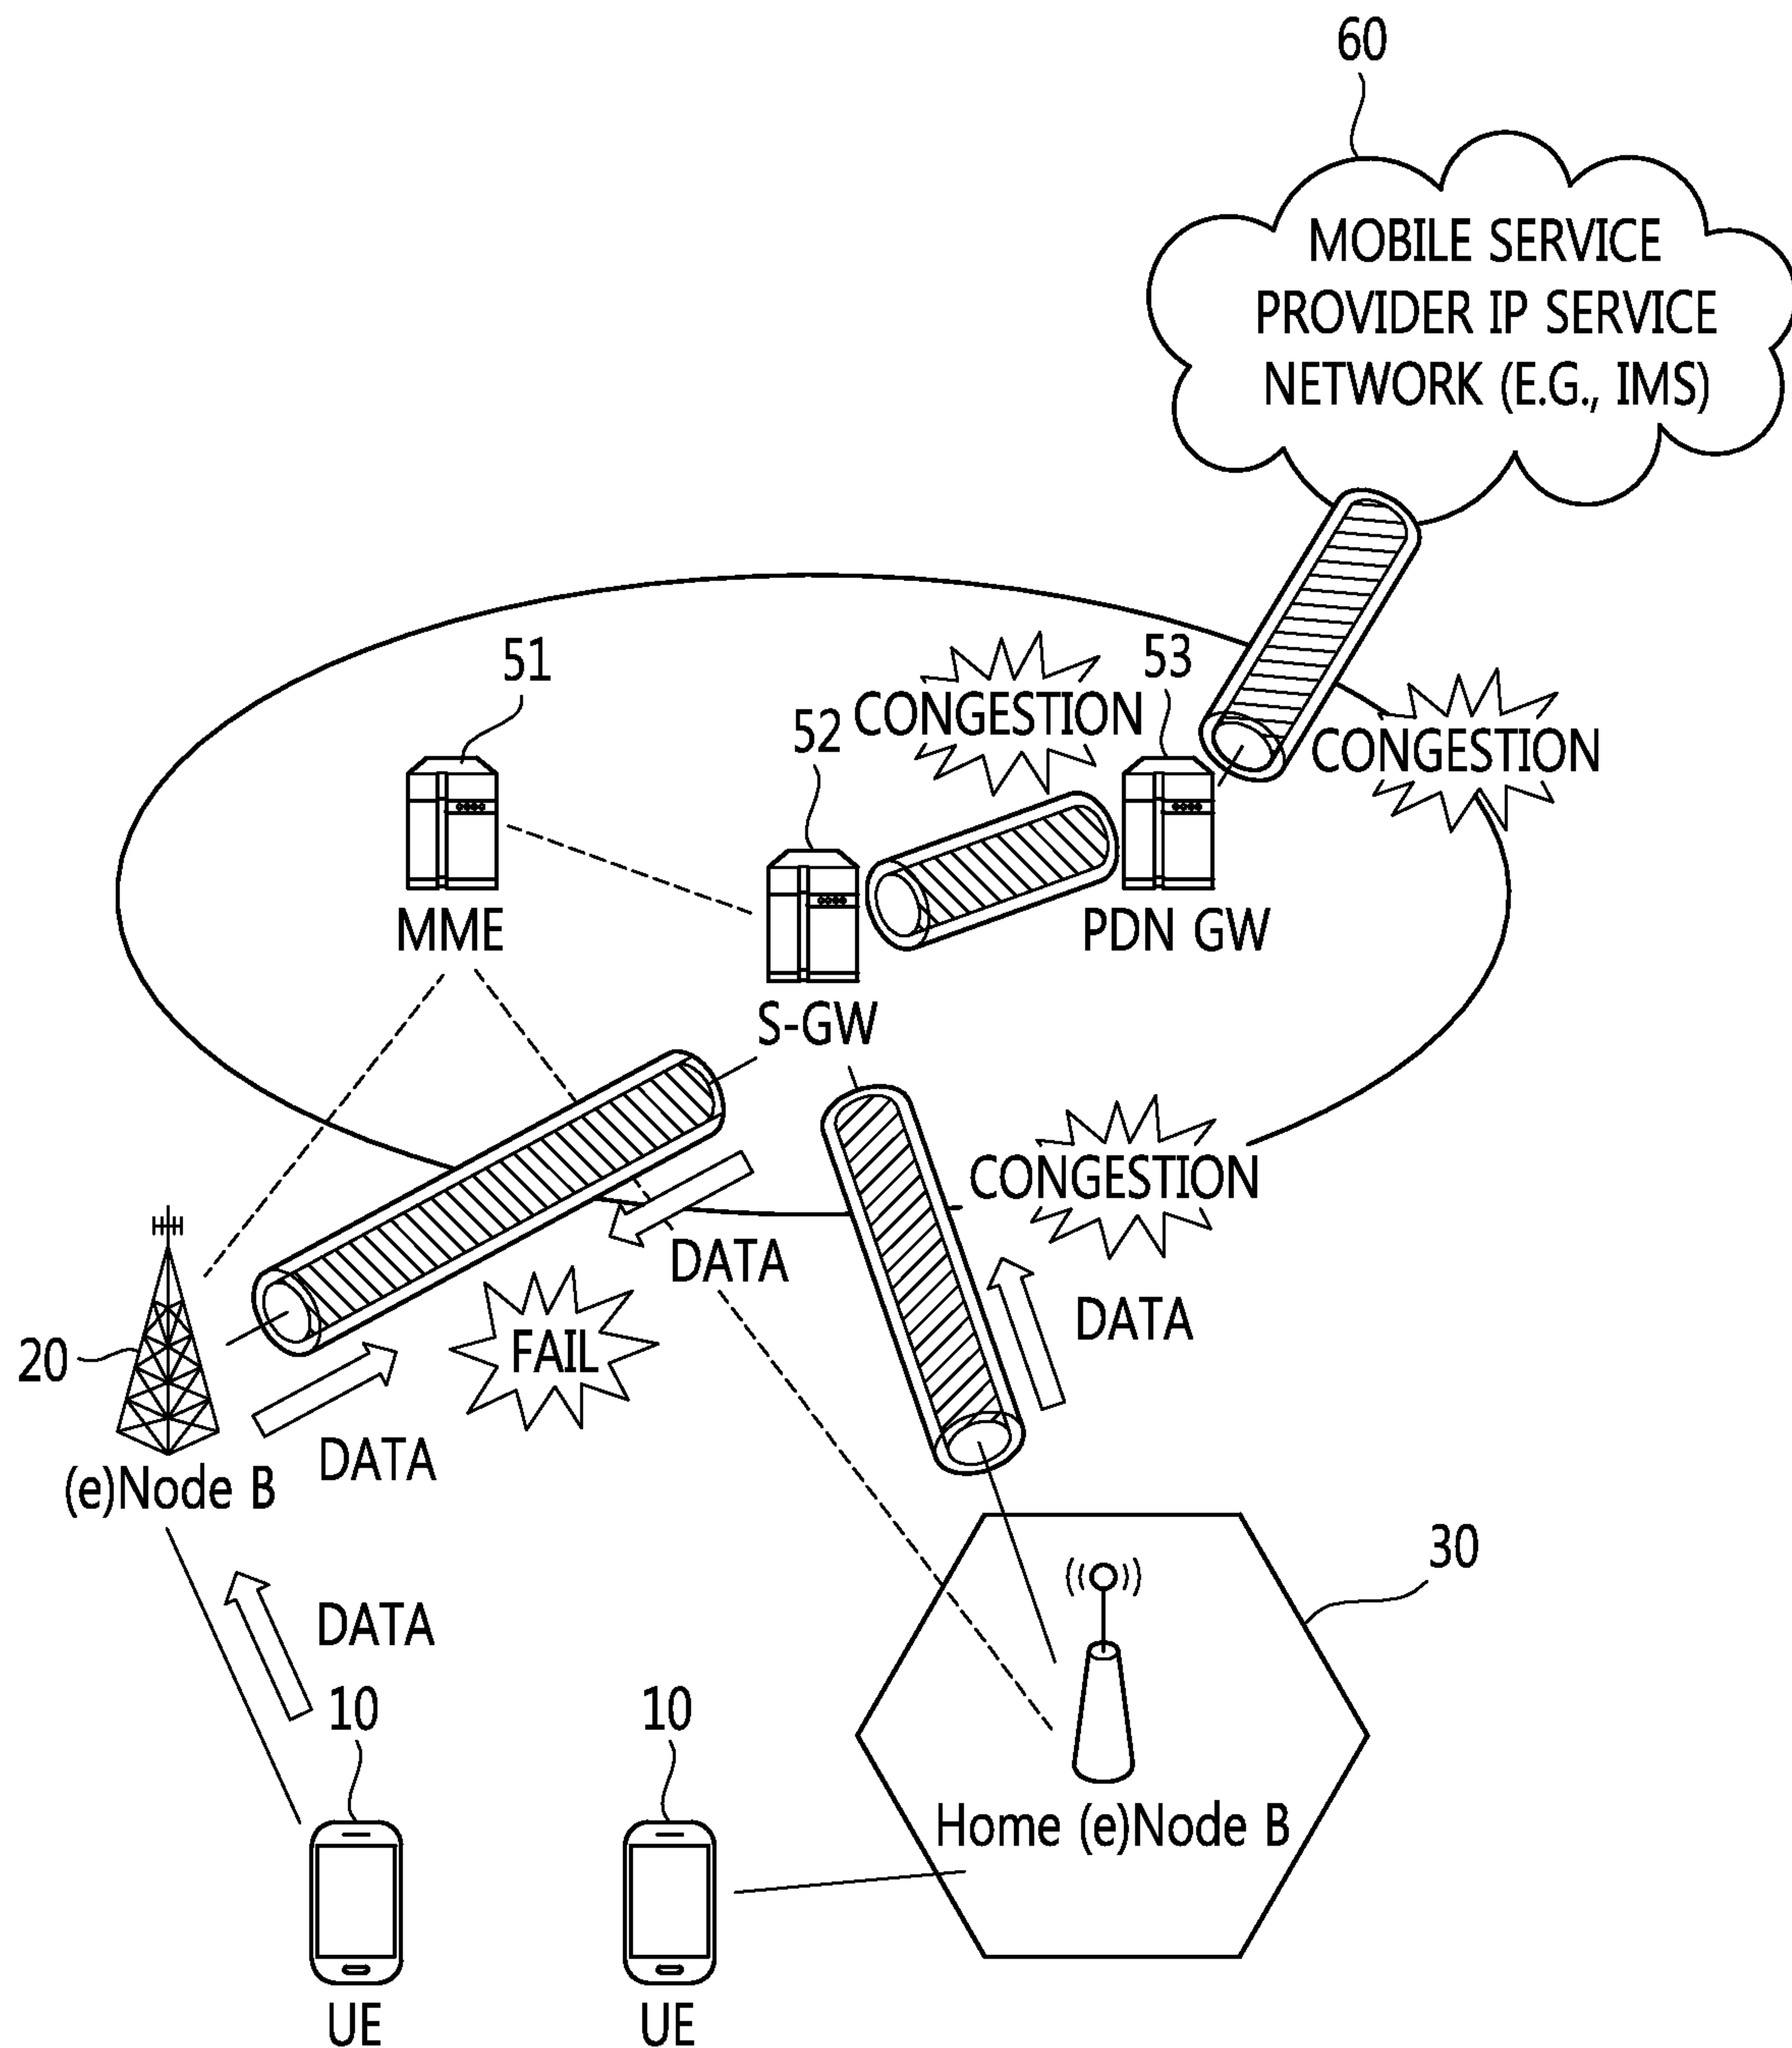 60
MOBILE SERVICE
PROVIDER IP SERVICE
NETWORK (E.G., IMS)
51
52
CONGESTION
53
CONGESTION
MME
PDN GW
S-GW
CONGESTION
DATA
DATA
20
FAIL
DATA
(e)Node B
30
DATA
10
10
Home (e)Node B
UE
UE